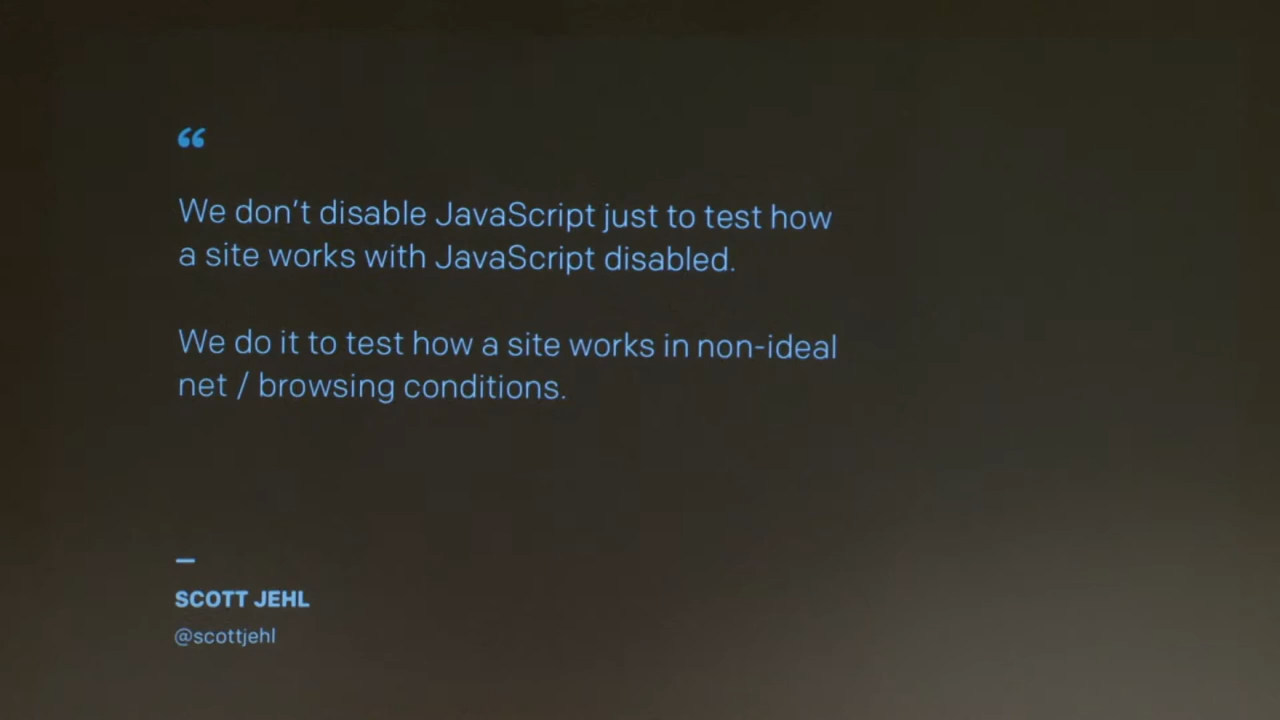 “
We don’t disable JavaScript just to test how
a site works with JavaScript disabled.
We do it to test how a site works in non-ideal
net / browsing conditions.
—
SCOTT JEHL
@scottjehl